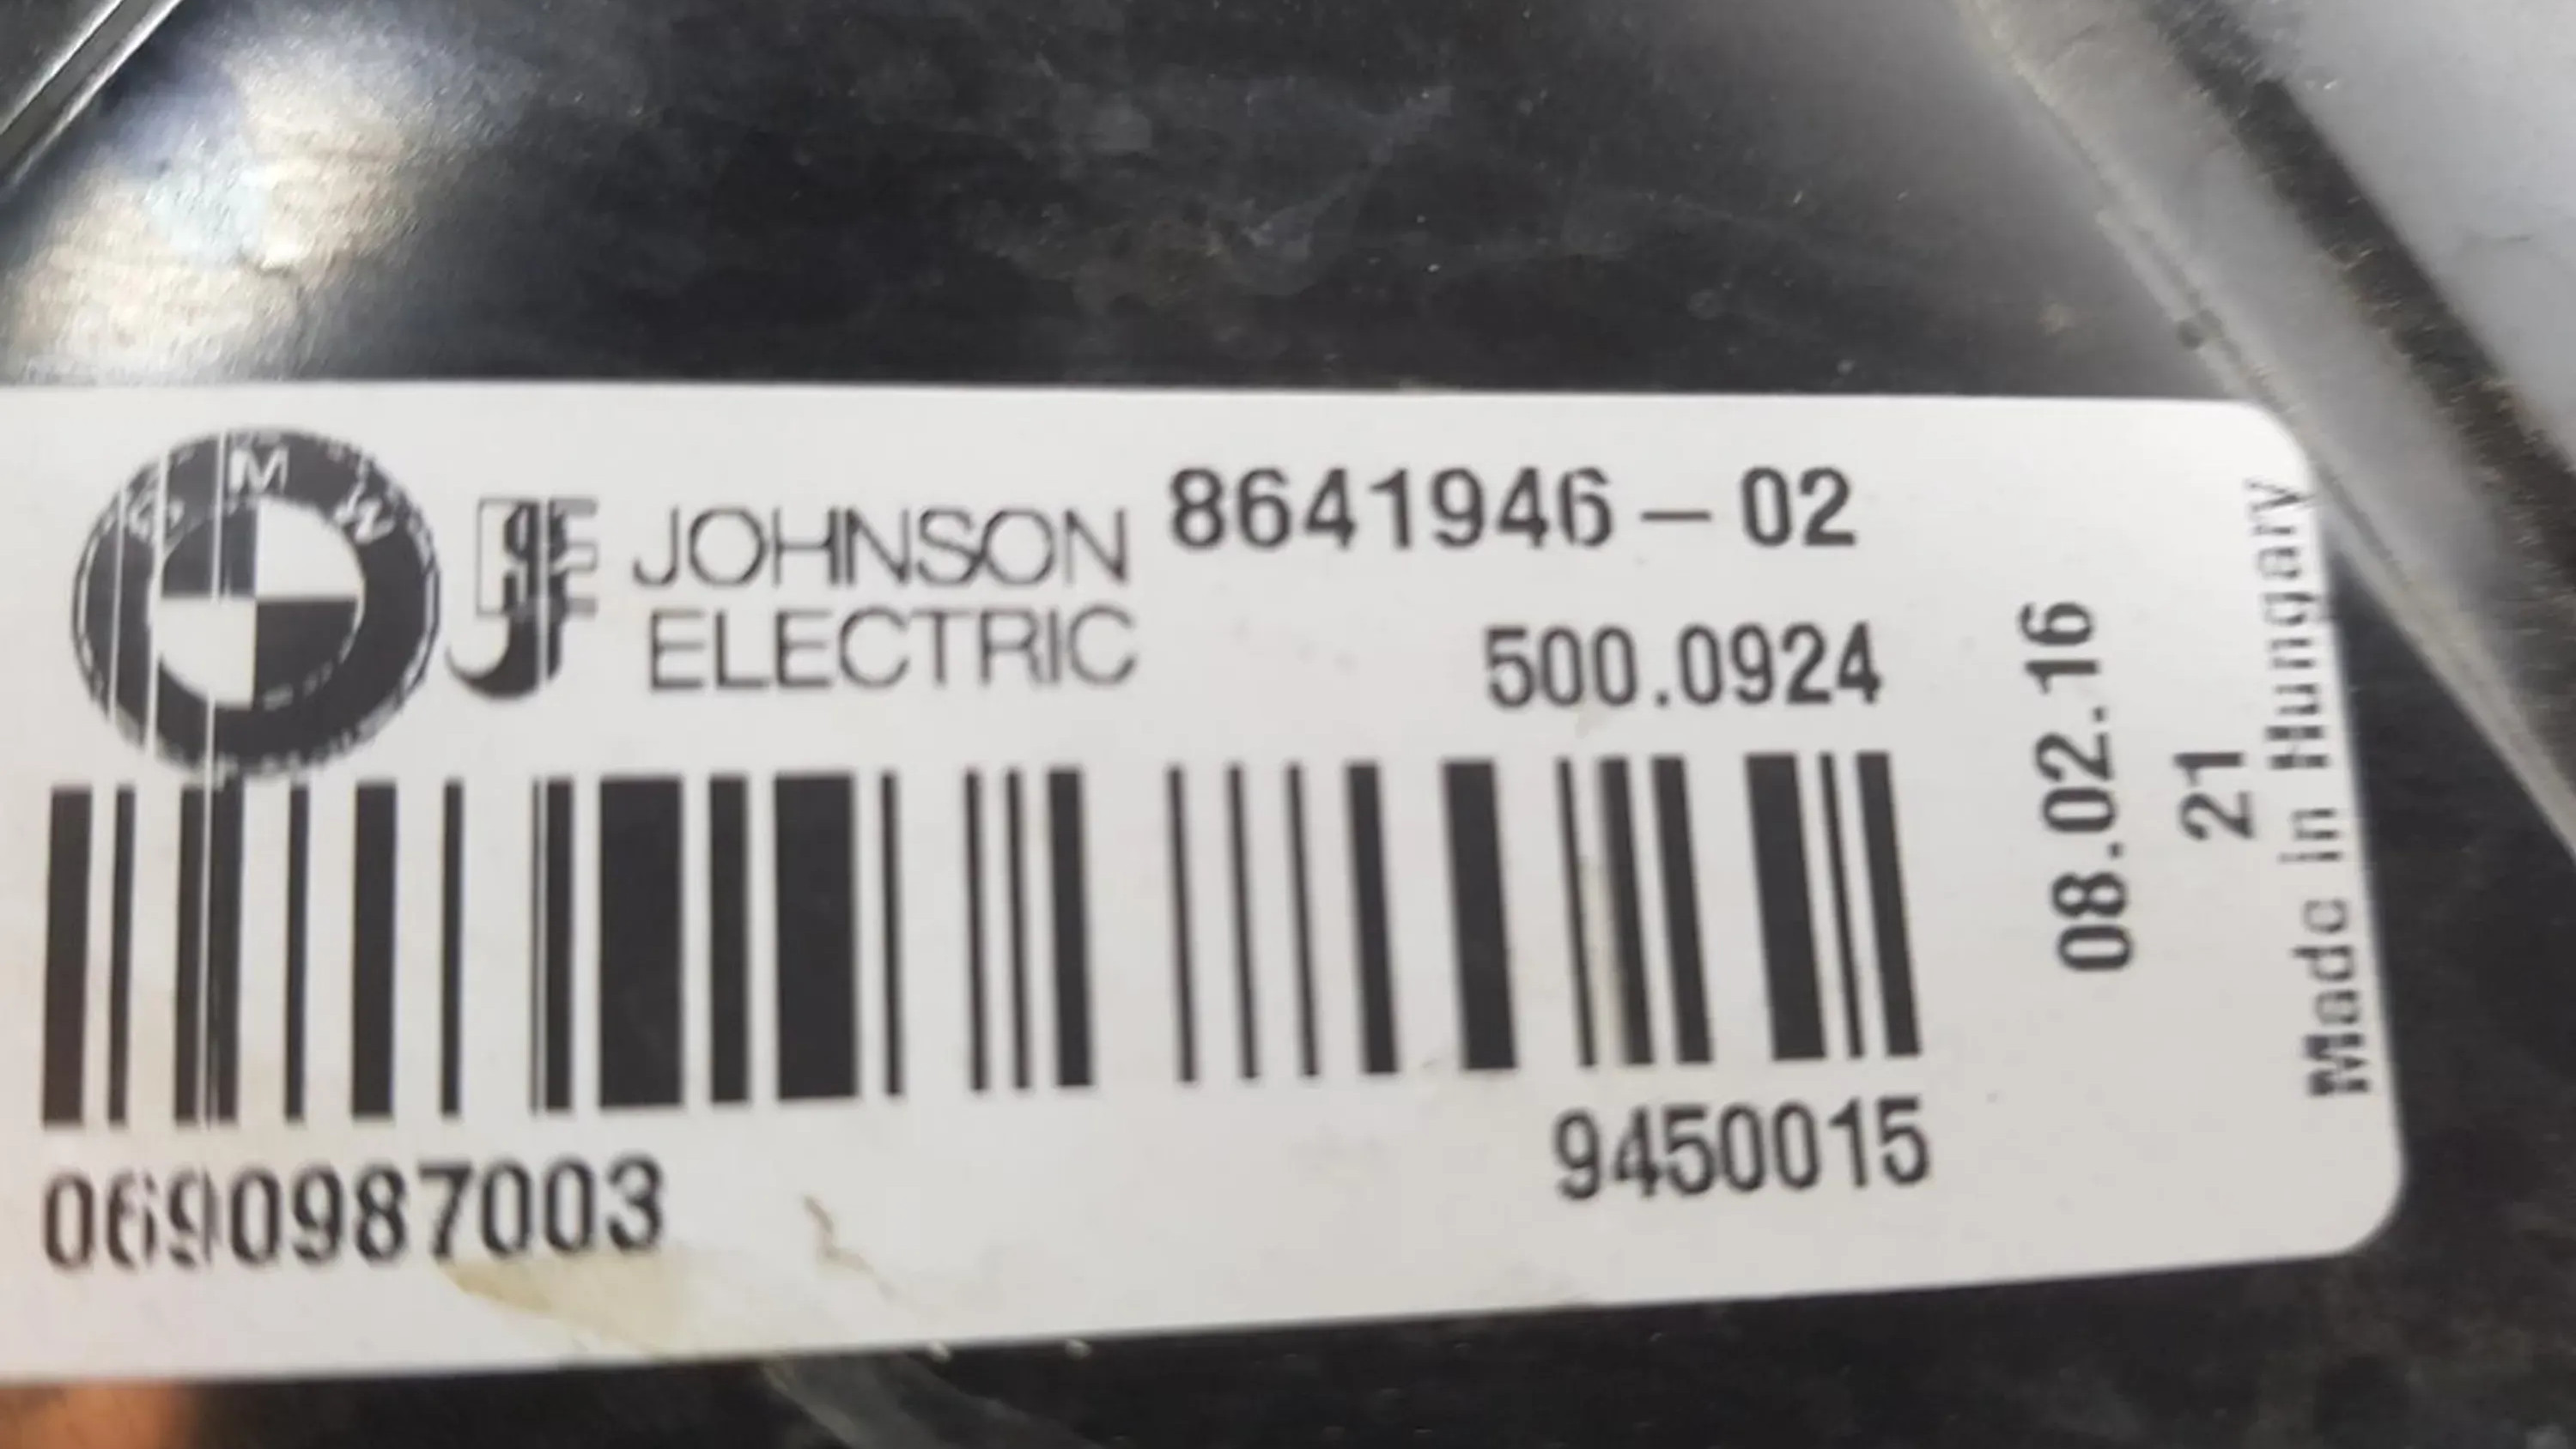 BMW
JOHNSON
ELECTRIC
8641946-02
500.0924
0690987003
9450015
08.02.16
21
Made in Hungary